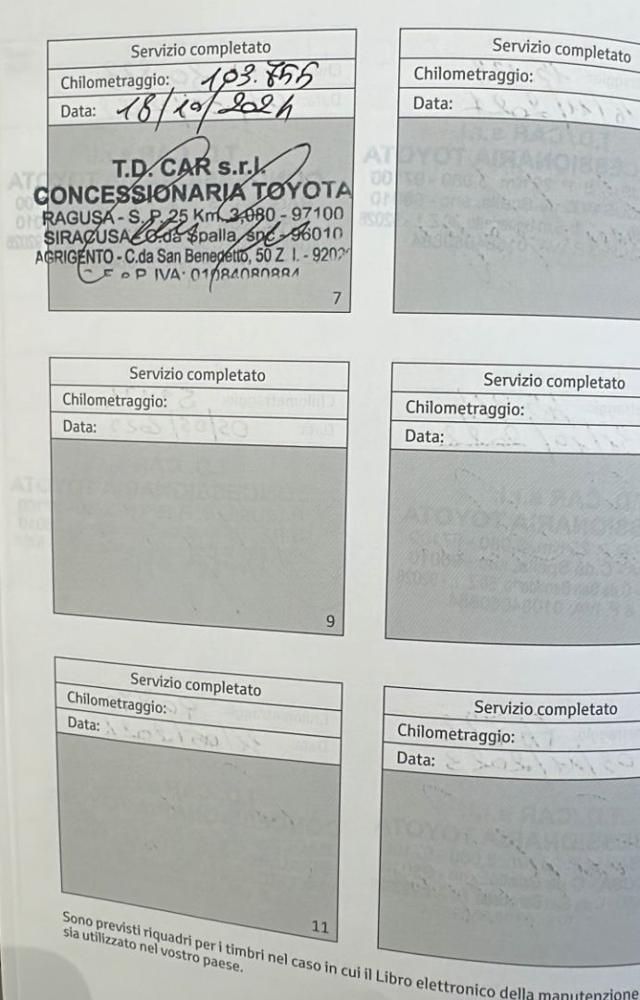 Servizio completato
Chilometraggio: 103.755
Data: 18/10/2024
T.D. CAR s.r.l.
CONCESSIONARIA TOYOTA
RAGUSA - S. P. 25 Km. 3,080 - 97100
SIRACUSA C.da Spalla, snc - 96010
AGRIGENTO - C.da San Benedetto, 50 Z. I. - 9202
7
Servizio completato
Chilometraggio:
Data:
Servizio completato
Chilometraggio:
Data:
9
Servizio completato
Chilometraggio:
Data:
Servizio completato
Chilometraggio:
Data:
11
Servizio completato
Chilometraggio:
Data:
Sono previsti riquadri per i timbri nel caso in cui il Libro elettronico della manutenzione
sia utilizzato nel vostro paese.